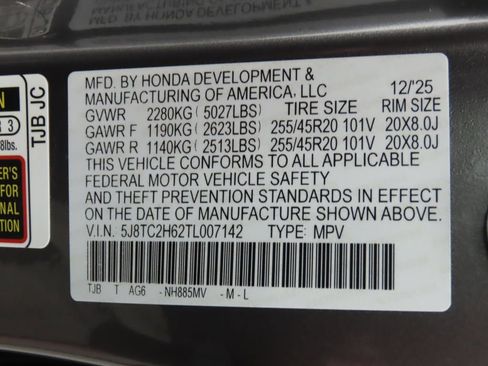 MFD. BY HONDA DEVELOPMENT &
MANUFACTURING OF AMERICA, LLC 12/'25
GVWR 2280KG (5027LBS) TIRE SIZE RIM SIZE
GAWR F 1190KG (2623LBS) 255/45R20 101V 20X8.0J
GAWR R 1140KG (2513LBS) 255/45R20 101V 20X8.0J
THIS VEHICLE CONFORMS TO ALL APPLICABLE
FEDERAL MOTOR VEHICLE SAFETY
AND THEFT PREVENTION STANDARDS IN EFFECT
ON THE DATE OF MANUFACTURE SHOWN ABOVE.
V.I.N. 5J8TC2H62TL007142 TYPE: MPV
TJB T AG6 -NH885MV -M-L
TJB JC
3
lbs.
FOR